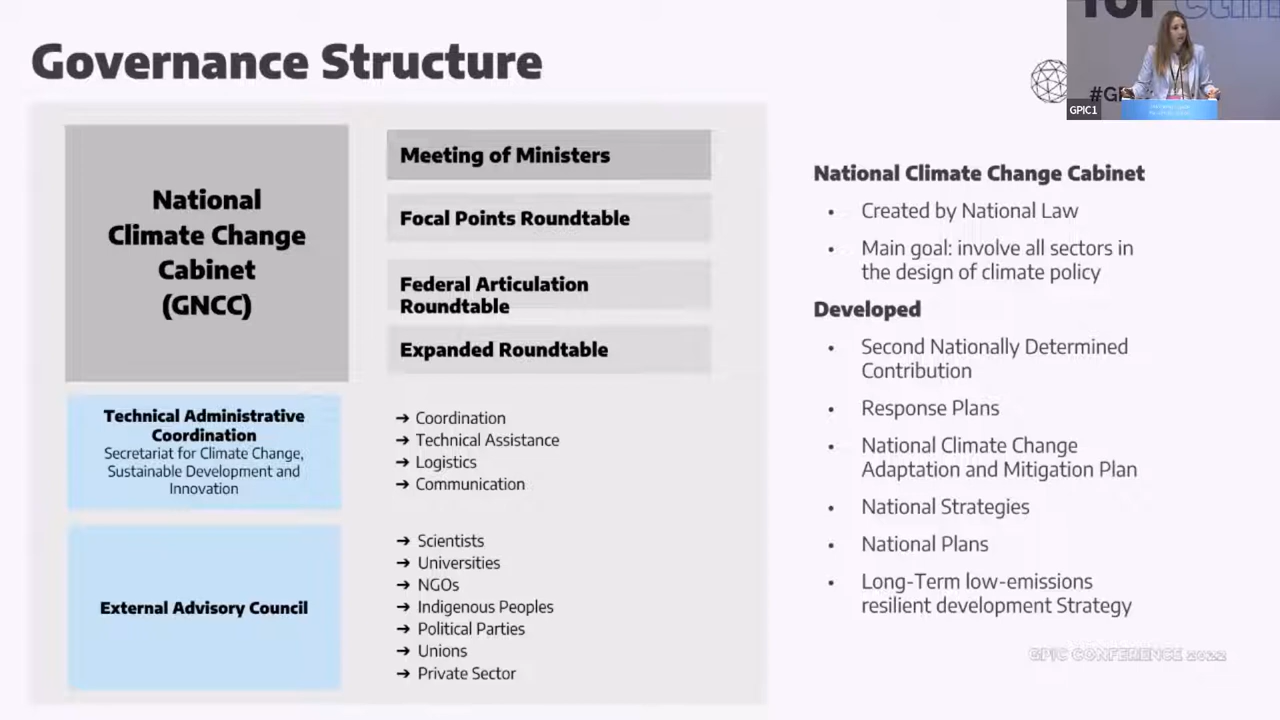 Governance Structure
GPIC1
National
Climate Change
Cabinet
(GNCC)
Meeting of Ministers
Focal Points Roundtable
Federal Articulation
Roundtable
Expanded Roundtable
Technical Administrative
Coordination
Secretariat for Climate Change,
Sustainable Development and
Innovation
➔ Coordination
➔ Technical Assistance
➔ Logistics
➔ Communication
External Advisory Council
➔ Scientists
➔ Universities
➔ NGOs
➔ Indigenous Peoples
➔ Political Parties
➔ Unions
➔ Private Sector
National Climate Change Cabinet
• Created by National Law
• Main goal: involve all sectors in
the design of climate policy
Developed
• Second Nationally Determined
Contribution
• Response Plans
• National Climate Change
Adaptation and Mitigation Plan
• National Strategies
• National Plans
• Long-Term low-emissions
resilient development Strategy
GPIC CONFERENCE 2022